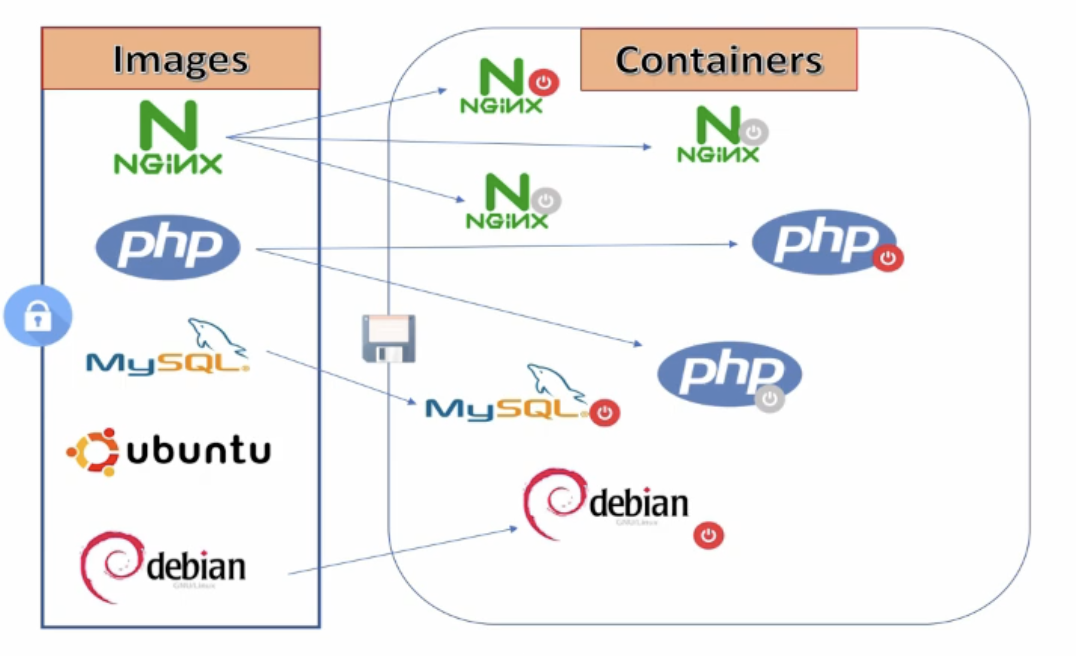 Images
Containers
NGiNX
php
MySQL®
ubuntu
debian
GNU/Linux
NGiNX
NGiNX
NGiNX
php
php
MySQL®
debian
GNU/Linux